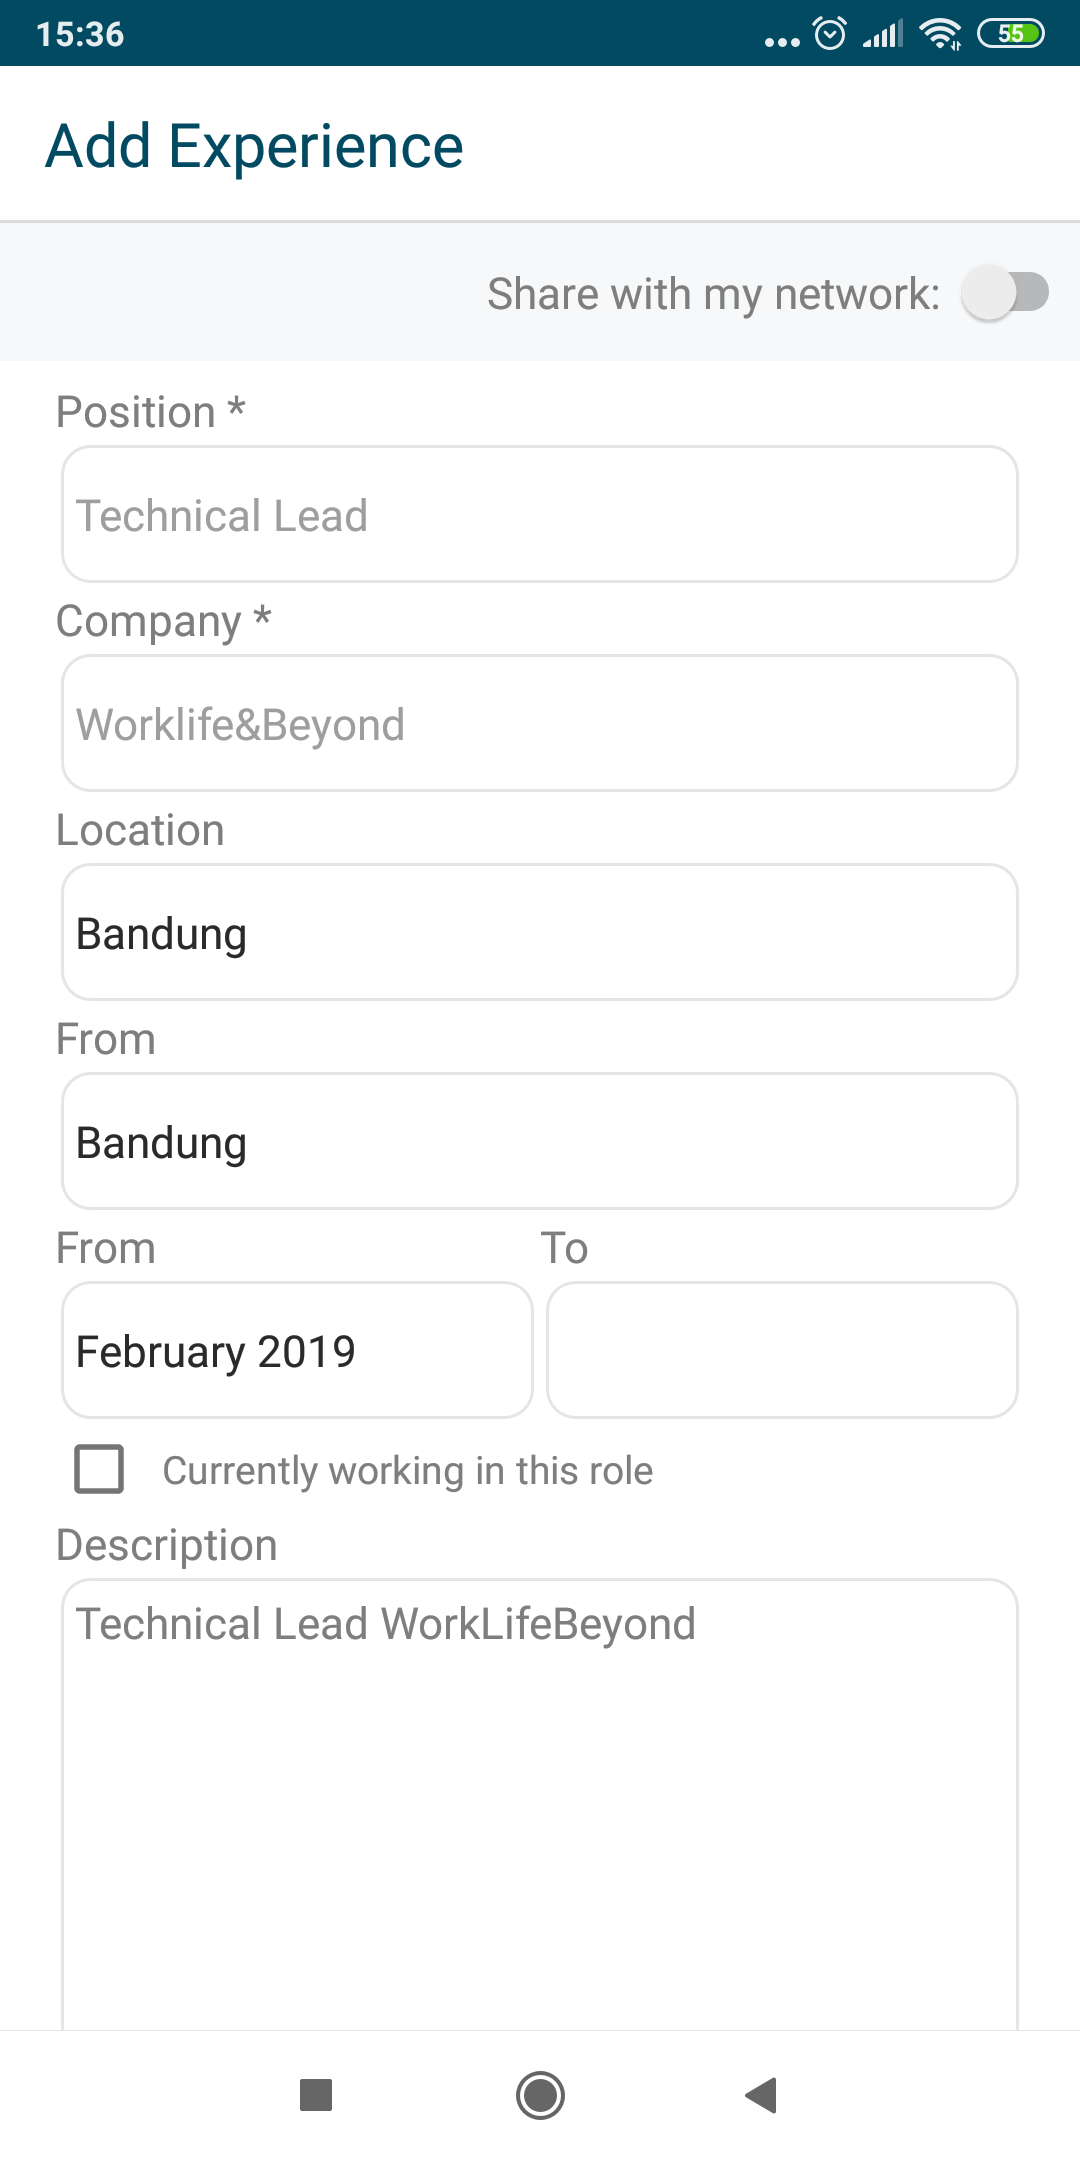 15:36
55
Add Experience
Share with my network:
Position *
Technical Lead
Company *
Worklife&Beyond
Location
Bandung
From
Bandung
From To
February 2019
Currently working in this role
Description
Technical Lead WorkLifeBeyond